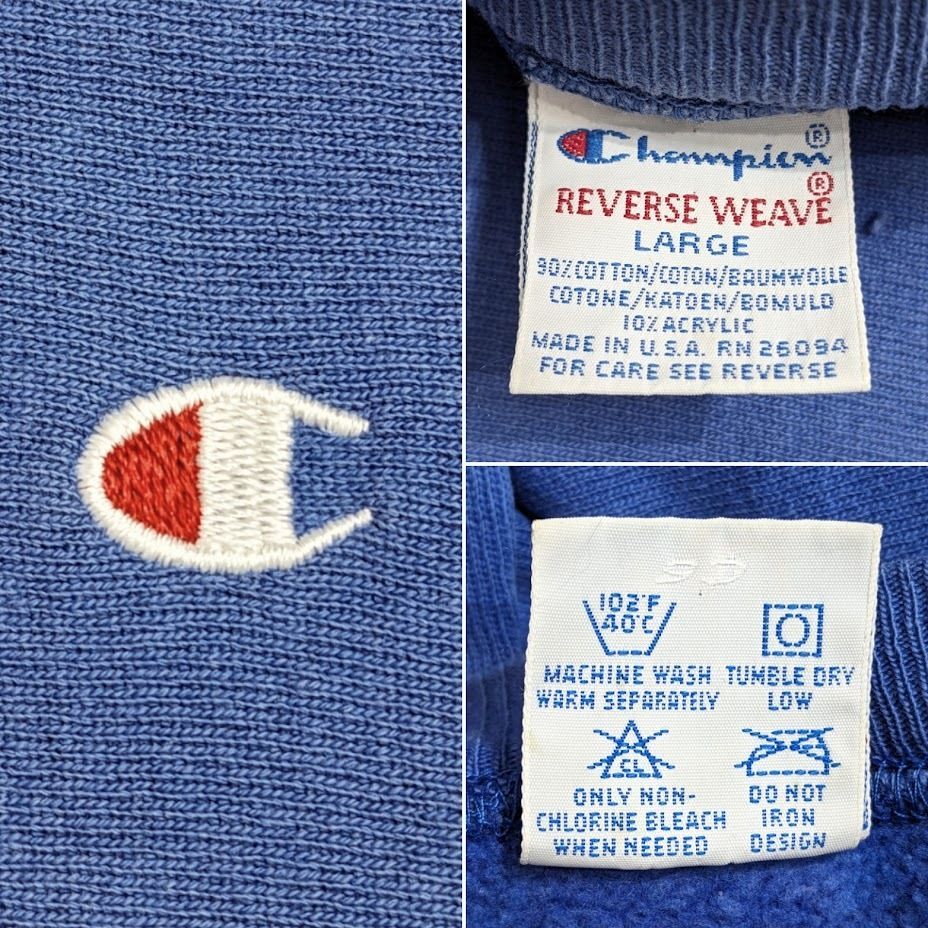 Champion®
REVERSE WEAVE®
LARGE
90% COTTON/COTON/BAUMWOLLE
COTONE/KATOEN/BOMULD
10% ACRYLIC
MADE IN U.S.A. RN 26094
FOR CARE SEE REVERSE
102°F
40°C
MACHINE WASH
WARM SEPARATELY
TUMBLE DRY
LOW
CL
ONLY NON-
CHLORINE BLEACH
WHEN NEEDED
DO NOT
IRON
DESIGN